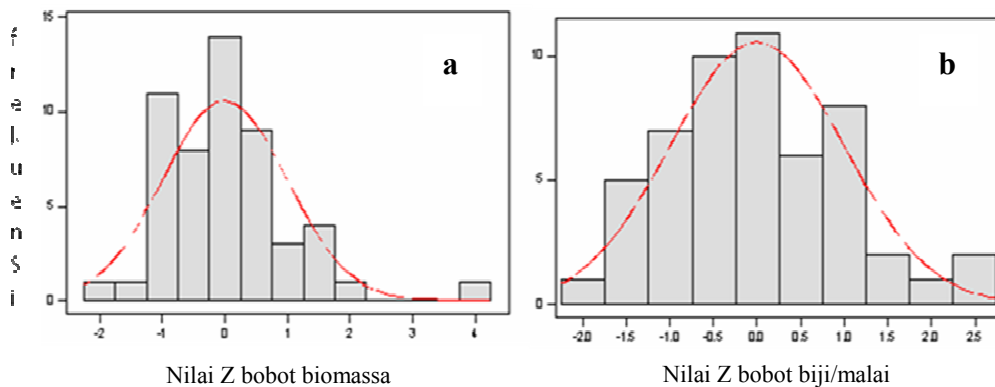 frakuensi
15
10
5
0
a
-2 -1 0 1 2 3 4
Nilai Z bobot biomassa
10
5
0
b
-2.0 -1.5 -1.0 -0.5 0.0 0.5 1.0 1.5 2.0 2.5
Nilai Z bobot biji/malai